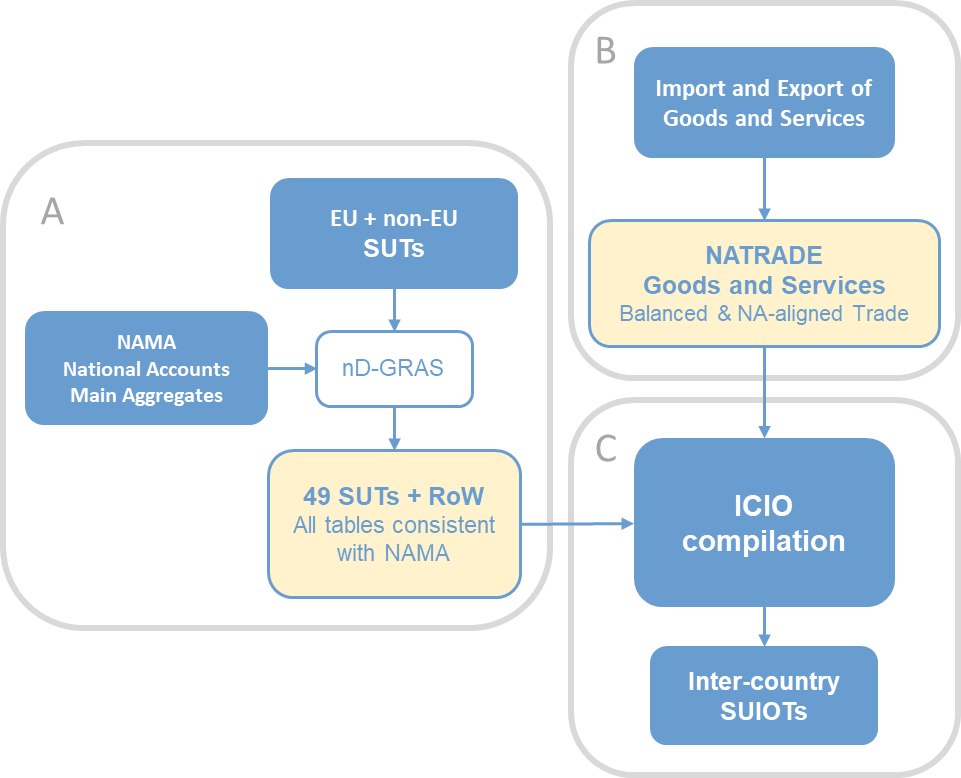 A
EU + non-EU
SUTs
NAMA
National Accounts
Main Aggregates
nD-GRAS
49 SUTs + RoW
All tables consistent
with NAMA
B
Import and Export of
Goods and Services
NATRADE
Goods and Services
Balanced & NA-aligned Trade
C
ICIO
compilation
Inter-country
SUIOTs